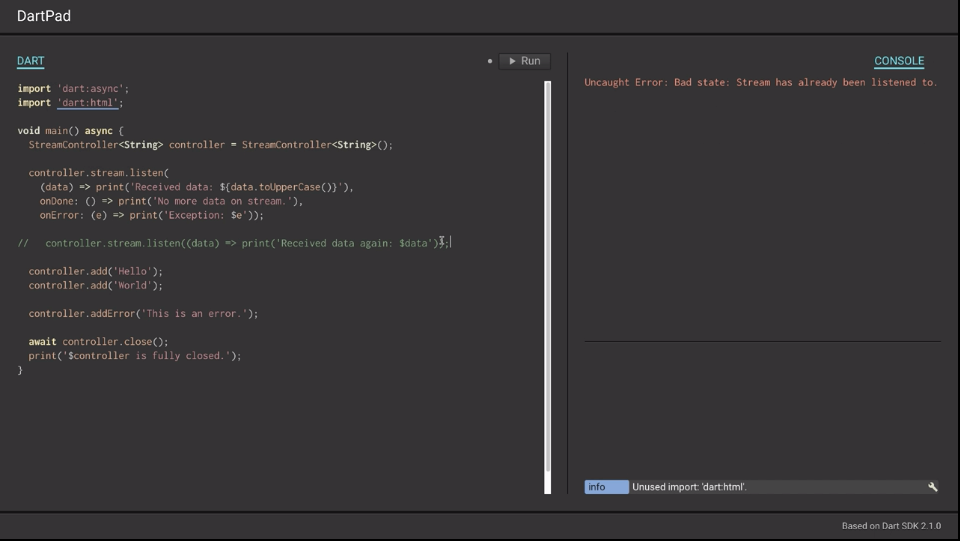 DartPad
DART
Run
CONSOLE
import 'dart:async';
import 'dart:html';
void main() async {
  StreamController<String> controller = StreamController<String>();
  controller.stream.listen(
    (data) => print('Received data: ${data.toUpperCase()}'),
    onDone: () => print('No more data on stream.'),
    onError: (e) => print('Exception: $e'));
//   controller.stream.listen((data) => print('Received data again: $data'));
  controller.add('Hello');
  controller.add('World');
  controller.addError('This is an error.');
  await controller.close();
  print('$controller is fully closed.');
}
Uncaught Error: Bad state: Stream has already been listened to.
info Unused import: 'dart:html'.
Based on Dart SDK 2.1.0